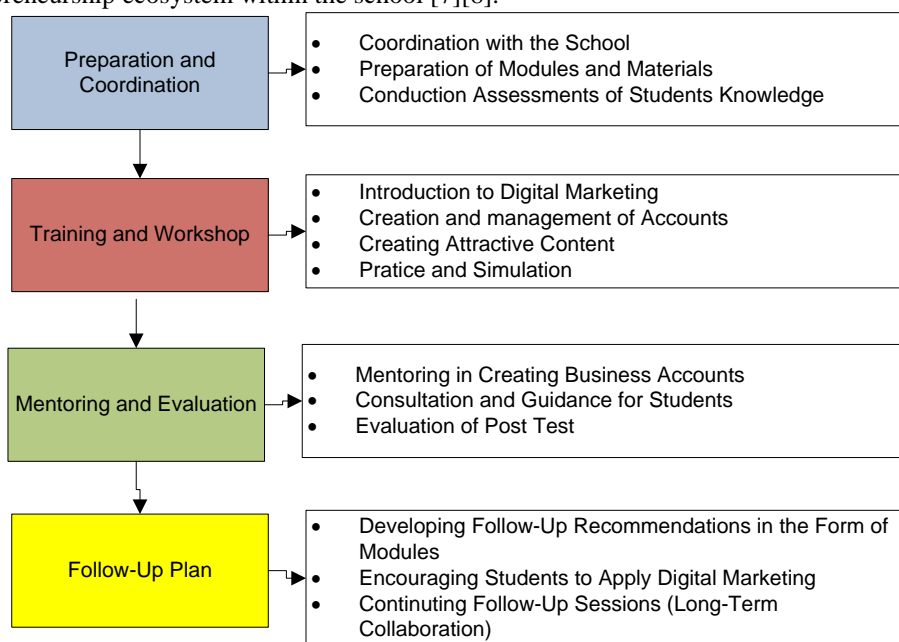 preneurship ecosystem within the school [7][8].
Preparation and
Coordination
• Coordination with the School
• Preparation of Modules and Materials
• Conduction Assessments of Students Knowledge
Training and Workshop
• Introduction to Digital Marketing
• Creation and management of Accounts
• Creating Attractive Content
• Pratice and Simulation
Mentoring and Evaluation
• Mentoring in Creating Business Accounts
• Consultation and Guidance for Students
• Evaluation of Post Test
Follow-Up Plan
• Developing Follow-Up Recommendations in the Form of
Modules
• Encouraging Students to Apply Digital Marketing
• Continuting Follow-Up Sessions (Long-Term
Collaboration)